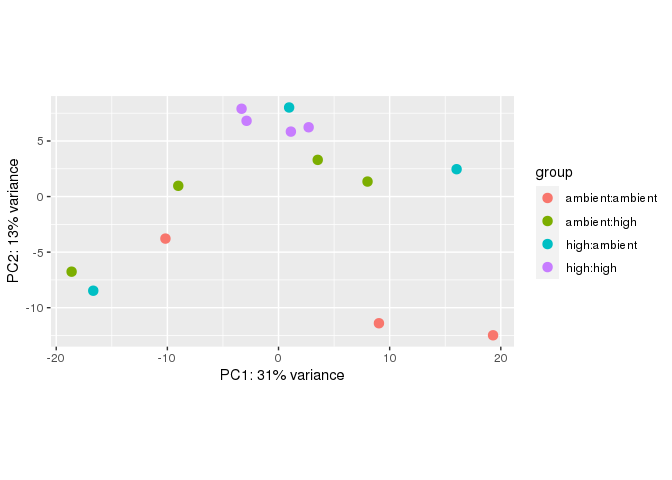 5
0
-5
-10
PC2: 13% variance
-20 -10 0 10 20
PC1: 31% variance
group
ambient:ambient
ambient:high
high:ambient
high:high